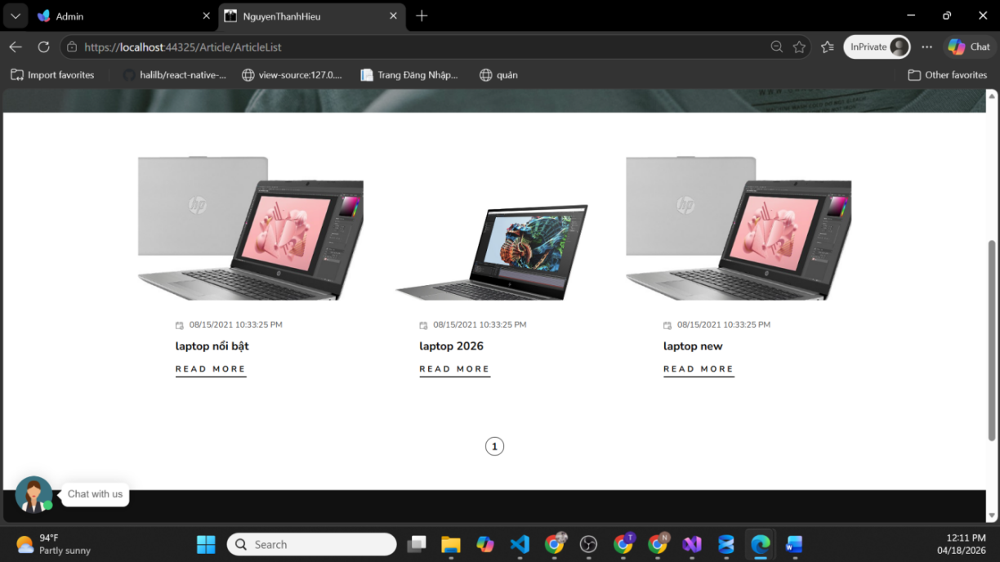 Admin
NguyenThanhHieu
https://localhost:44325/Article/ArticleList
InPrivate
Chat
Import favorites
halilb/react-native-...
view-source:127.0....
Trang Đăng Nhập...
quản
Other favorites
hp
hp
08/15/2021 10:33:25 PM
08/15/2021 10:33:25 PM
08/15/2021 10:33:25 PM
laptop nổi bật
laptop 2026
laptop new
READ MORE
READ MORE
READ MORE
1
Chat with us
94°F
Partly sunny
Search
12:11 PM
04/18/2026